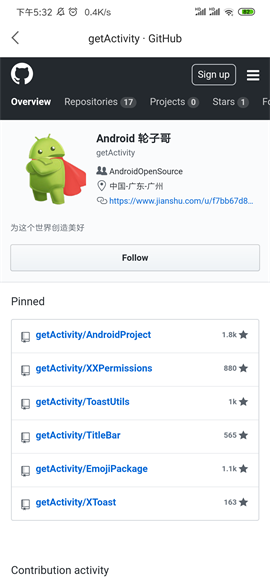 下午5:32 0.4K/s 82
getActivity · GitHub
Sign up
Overview Repositories 17 Projects 0 Stars 1 Fo
Android 轮子哥
getActivity
AndroidOpenSource
中国-广东-广州
https://www.jianshu.com/u/f7bb67d8...
为这个世界创造美好
Follow
Pinned
getActivity/AndroidProject 1.8k
getActivity/XXPermissions 880
getActivity/ToastUtils 1k
getActivity/TitleBar 565
getActivity/EmojiPackage 1.1k
getActivity/XToast 163
Contribution activity